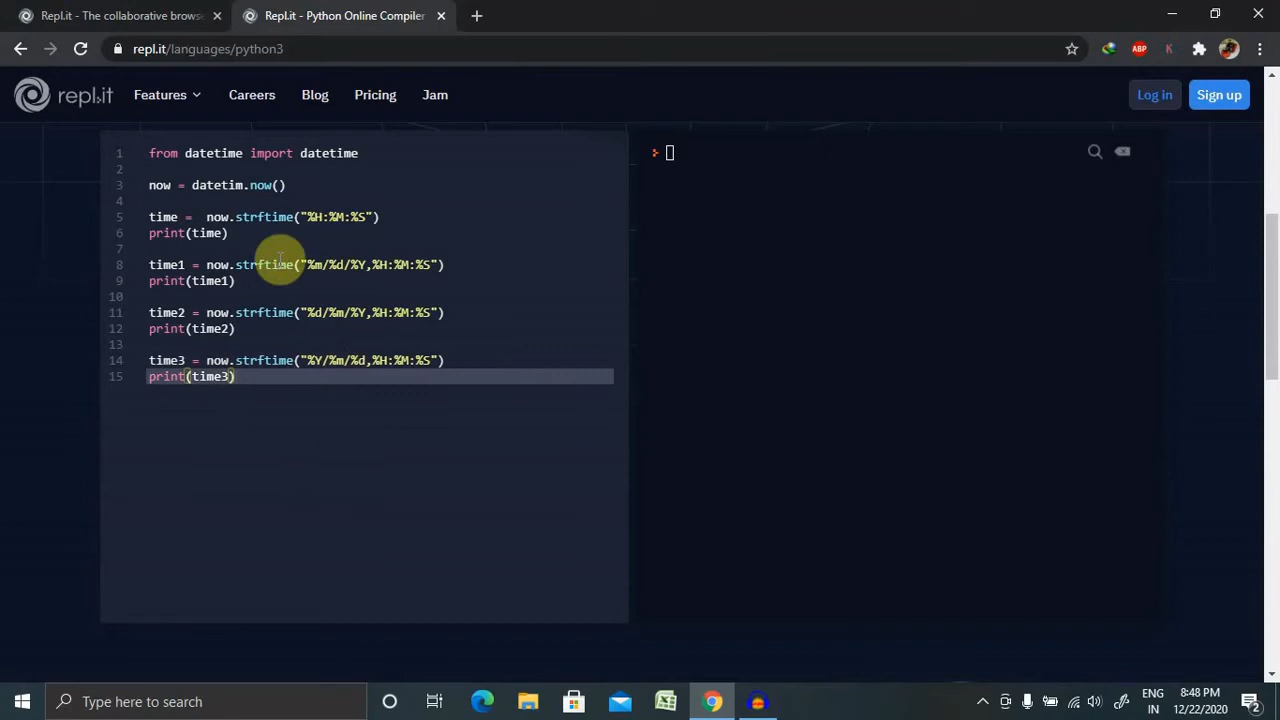 Repl.it - The collaborative browse
Repl.it - Python Online Compiler
repl.it/languages/python3
ABP
K
repl.it
Features
Careers
Blog
Pricing
Jam
Log in
Sign up
1 from datetime import datetime
2
3 now = datetim.now()
4
5 time =  now.strftime("%H:%M:%S")
6 print(time)
7
8 time1 = now.strftime("%m/%d/%Y,%H:%M:%S")
9 print(time1)
10
11 time2 = now.strftime("%d/%m/%Y,%H:%M:%S")
12 print(time2)
13
14 time3 = now.strftime("%Y/%m/%d,%H:%M:%S")
15 print(time3)
Type here to search
ENG
IN
8:48 PM
12/22/2020
2